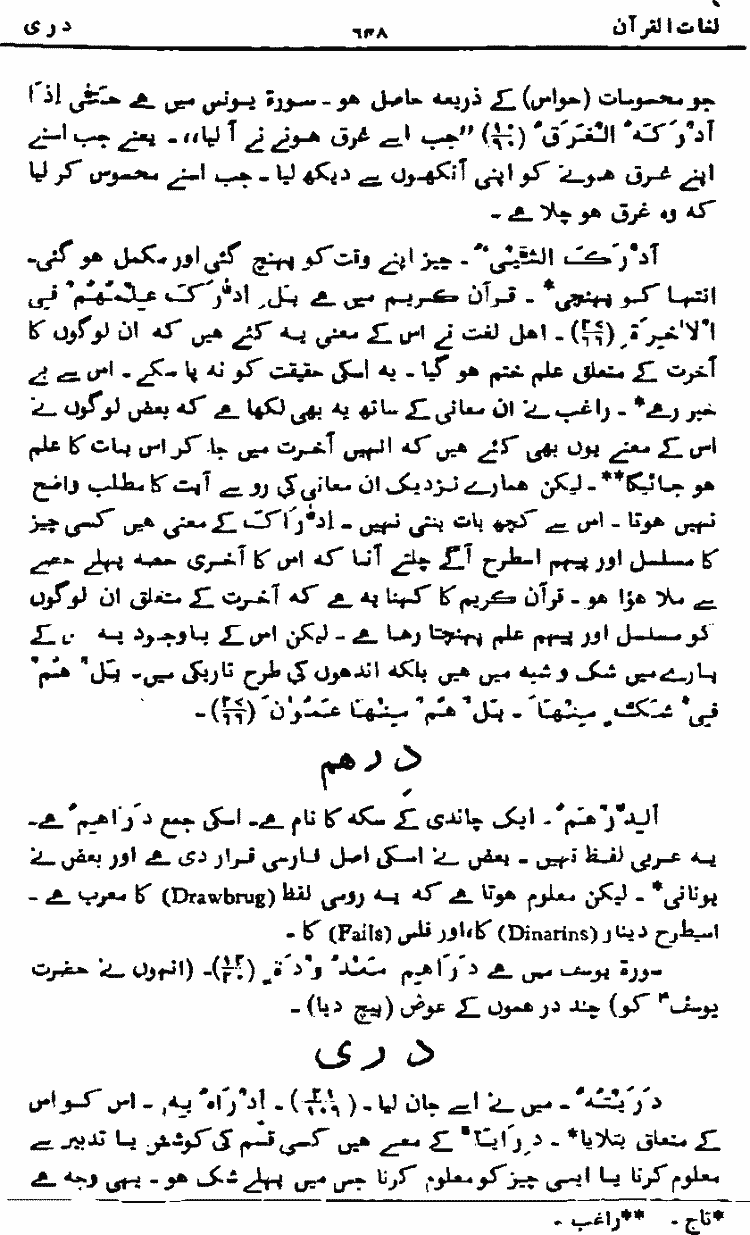 لغات القرآن ۶۳۸ د ر ی
جو محسوسات (حواس) کے ذریعہ حاصل ہو ۔ سورۃ یونس میں ہے حَتّٰی اِذَآ
اَدْرَکَہُ الْغَرَقُ (۱۰/۹۰) ’’جب اسے غرق ہونے نے آ لیا،،۔ یعنے جب اسنے
اپنے غرق ہونے کو اپنی آنکھوں سے دیکھ لیا ۔ جب اسنے محسوس کر لیا
کہ وہ غرق ہو چلا ہے ۔
اَدْرَکَ الشَّیْئُ ۔ چیز اپنے وقت کو پہنچ گئی اور مکمل ہو گئی۔
انتہا کو پہنچی* ۔ قرآن کریم میں ہے بَلِ ادّٰرَکَ عِلْمُھُمْ فِی
الْاٰخِرَۃِ (۲۷/۶۶) ۔ اہل لغت نے اس کے معنی یہ کئے ہیں کہ ان لوگوں کا
آخرت کے متعلق علم ختم ہو گیا ۔ یہ اسکی حقیقت کو نہ پا سکے ۔ اس سے بے
خبر رہے* ۔ راغب نے ان معانی کے ساتھ یہ بھی لکھا ہے کہ بعض لوگوں نے
اس کے معنے یوں بھی کئے ہیں کہ انہیں آخرت میں جا کر اس بات کا علم
ہو جائیگا** ۔ لیکن ہمارے نزدیک ان معانی کی رو سے آیت کا مطلب واضح
نہیں ہوتا ۔ اس سے کچھ بات بنتی نہیں ۔ اِدّٰرَاکٌ کے معنی ہیں کسی چیز
کا مسلسل اور پیہم اسطرح آگے چلتے آنا کہ اس کا آخری حصہ پہلے حصے
سے ملا ہؤا ہو ۔ قرآن کریم کا کہنا یہ ہے کہ آخرت کے متعلق ان لوگوں
کو مسلسل اور پیہم علم پہنچتا رہا ہے ۔ لیکن اس کے باوجود یہ س کے
بارے میں شک و شبہ میں ہیں بلکہ اندھوں کی طرح تاریکی میں۔ بَلْ ھُمْ
فِیْ شَکٍّ مِّنْھَا ۔ بَلْ ھُمْ مِّنْھَا عَمُوْنَ (۲۷/۶۶) ۔
د ر ھم
اَلدِّرْھَمُ ۔ ایک چاندی کے سکہ کا نام ہے۔ اسکی جمع دَرَاھِیمُ ہے۔
یہ عربی لفظ نہیں ۔ بعض نے اسکی اصل فارسی قرار دی ہے اور بعض نے
یونانی* ۔ لیکن معلوم ہوتا ہے کہ یہ رومی لفظ (Drawbrug) کا معرب ہے ۔
اسیطرح دینار (Dinarins) کا، اور فلس (Fails) کا ۔
سورۃ یوسف میں ہے دَرَاھِیمَ مَعْدُوْدَۃٍ (۱۲/۲۰)۔ (انہوں نے حضرت
یوسفؑ کو) چند درھموں کے عوض (بیچ دیا) ۔
د ر ی
دَرَیْتُہٗ ۔ میں نے اسے جان لیا ۔ (۲۱/۱۰۹) ۔ اَدْرَاہُ بِہٖ ۔ اس کو اس
کے متعلق بتلایا* ۔ دِرَایَۃٌ کے معنے ہیں کسی قسم کی کوشش یا تدبیر سے
معلوم کرنا یا ایسی چیز کو معلوم کرنا جس میں پہلے شک ہو ۔ یہی وجہ ہے
*تاج ۔ **راغب ۔